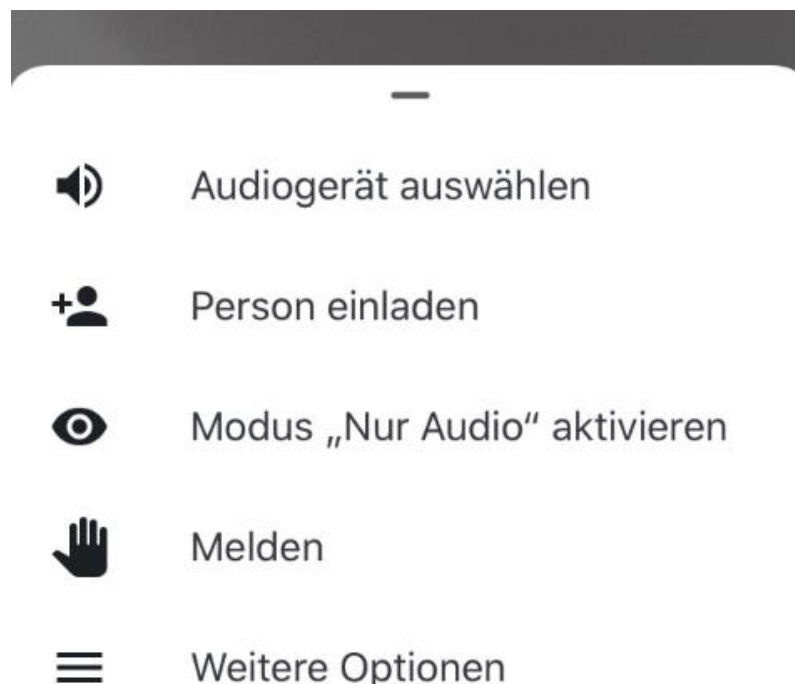 Audiogerät auswählen
Person einladen
Modus „Nur Audio“ aktivieren
Melden
Weitere Optionen